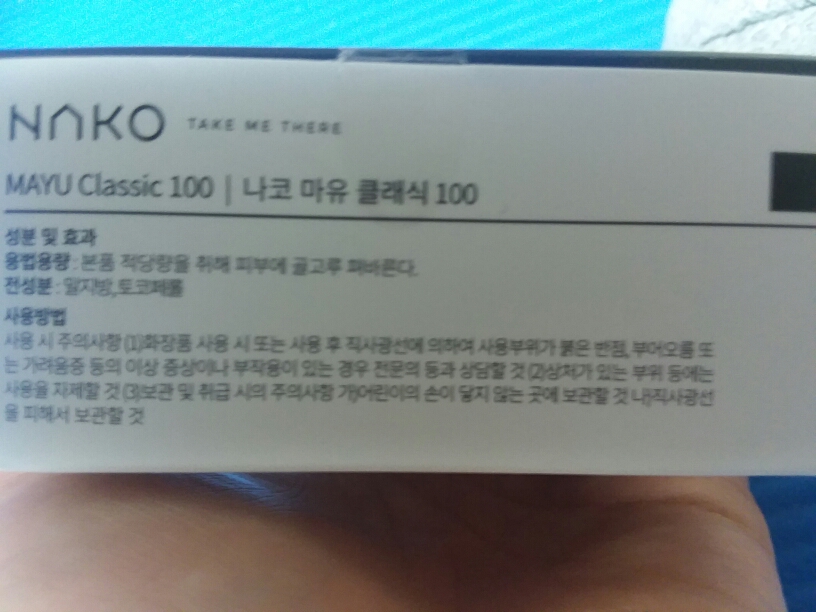 NAKO TAKE ME THERE
MAYU Classic 100 | 나코 마유 클래식 100
성분 및 효과
용법용량 : 본품 적당량을 취해 피부에 골고루 펴바른다.
전성분 : 말지방,토코페롤
사용방법
사용 시 주의사항 (1)화장품 사용 시 또는 사용 후 직사광선에 의하여 사용부위가 붉은 반점, 부어오름 또
는 가려움증 등의 이상 증상이나 부작용이 있는 경우 전문의 등과 상담할 것 (2)상처가 있는 부위 등에는
사용을 자제할 것 (3)보관 및 취급 시의 주의사항 가)어린이의 손이 닿지 않는 곳에 보관할 것 나)직사광선
을 피해서 보관할 것